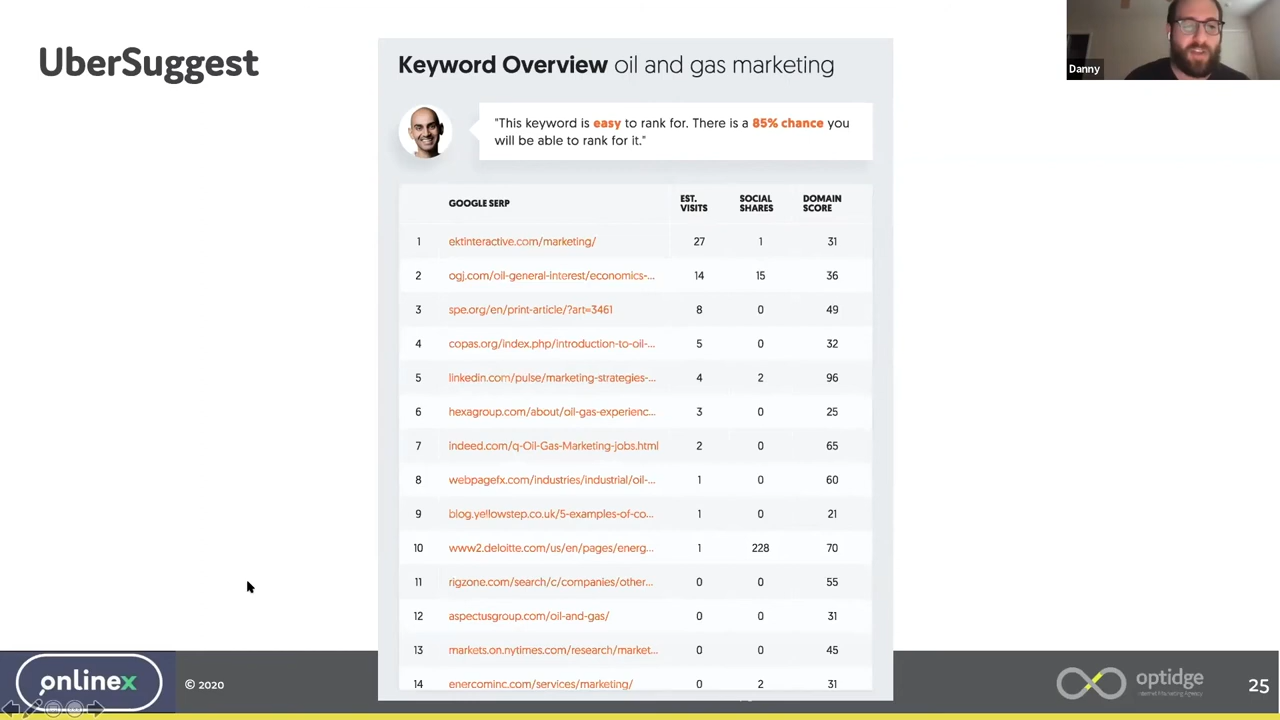 UberSuggest
Keyword Overview oil and gas marketing
Danny
"This keyword is easy to rank for. There is a 85% chance you
will be able to rank for it."
GOOGLE SERP EST. VISITS SOCIAL SHARES DOMAIN SCORE
1 ektinteractive.com/marketing/ 27 1 31
2 ogj.com/oil-general-interest/economics-... 14 15 36
3 spe.org/en/print-article/?art=3461 8 0 49
4 copas.org/index.php/introduction-to-oil-... 5 0 32
5 linkedin.com/pulse/marketing-strategies-... 4 2 96
6 hexagroup.com/about/oil-gas-experienc... 3 0 25
7 indeed.com/q-Oil-Gas-Marketing-jobs.html 2 0 65
8 webpagefx.com/industries/industrial/oil-... 1 0 60
9 blog.yellowstep.co.uk/5-examples-of-co... 1 0 21
10 www2.deloitte.com/us/en/pages/energ... 1 228 70
11 rigzone.com/search/c/companies/other... 0 0 55
12 aspectusgroup.com/oil-and-gas/ 0 0 31
13 markets.on.nytimes.com/research/market... 0 0 45
14 enercominc.com/services/marketing/ 0 2 31
onlinex
© 2020
optidge
Internet Marketing Agency
25